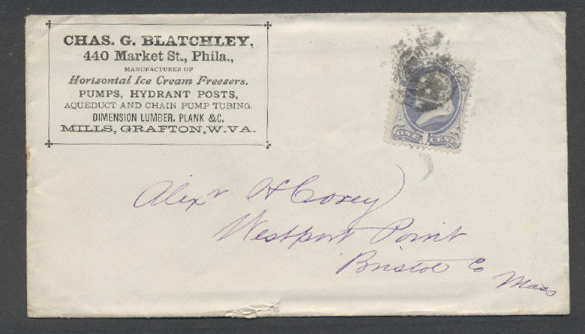 CHAS. G. BLATCHLEY,
440 Market St., Phila.,
MANUFACTURER OF
Horizontal Ice Cream Freezers.
PUMPS, HYDRANT POSTS,
AQUEDUCT AND CHAIN PUMP TUBING.
DIMENSION LUMBER, PLANK &C.
MILLS, GRAFTON, W. VA.
Alexr H Corey
Westport Point
Bristol Co Mass